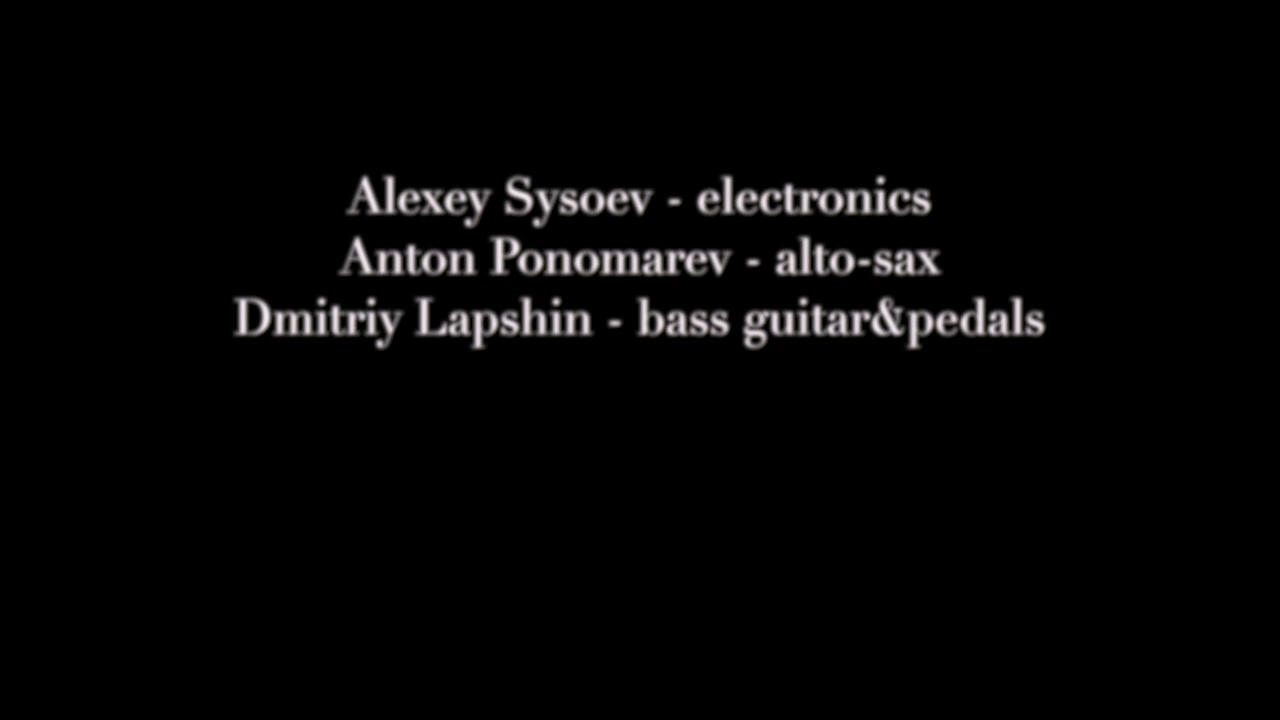 Alexey Sysoev - electronics
Anton Ponomarev - alto-sax
Dmitriy Lapshin - bass guitar&pedals